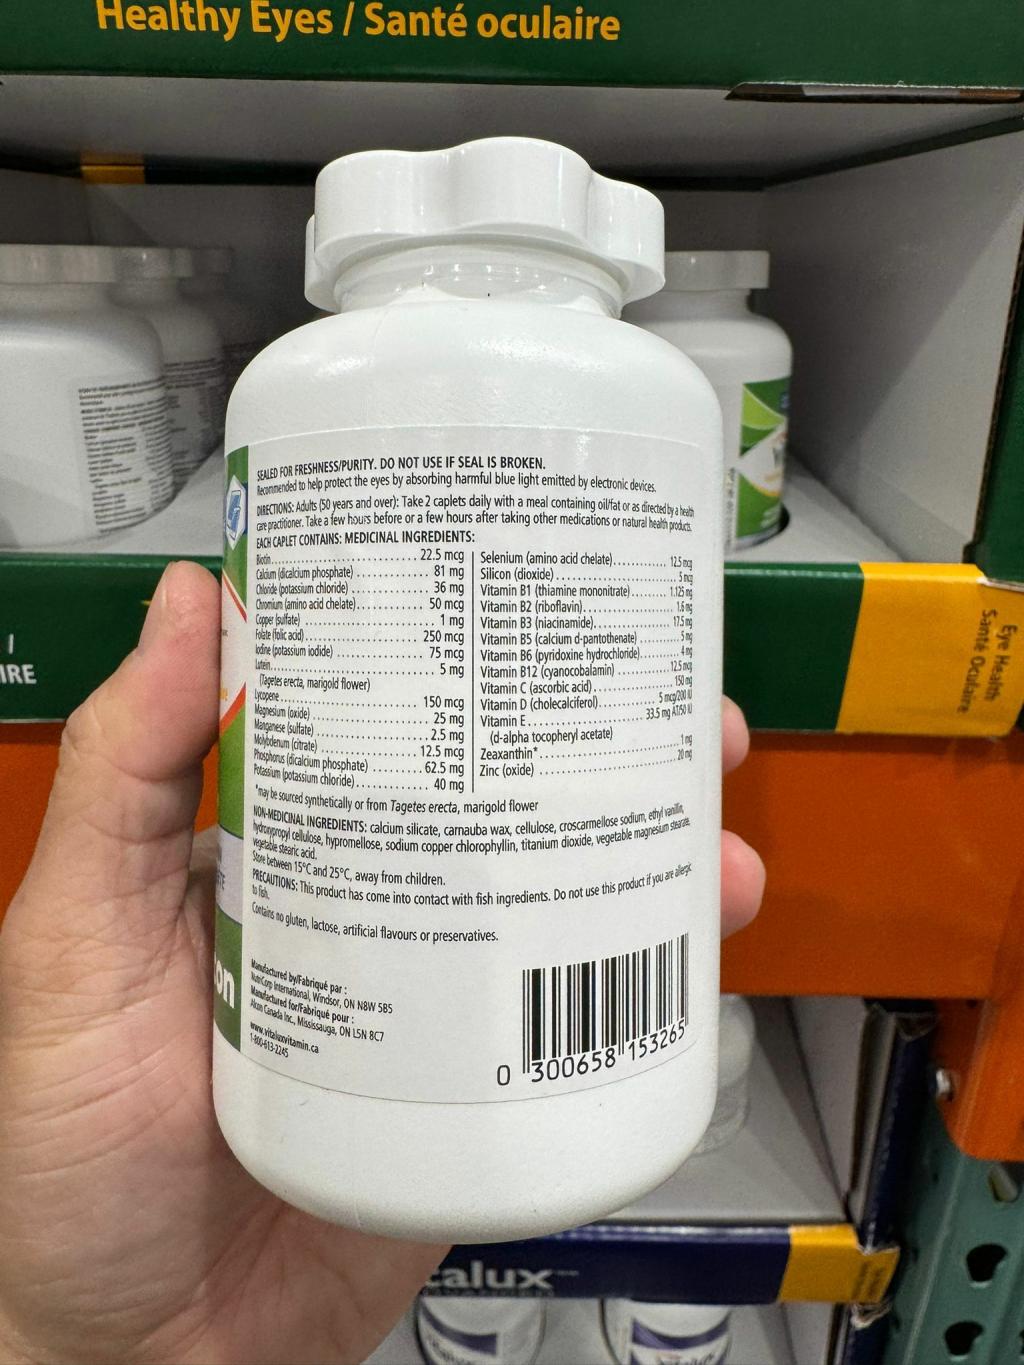 Healthy Eyes / Santé oculaire
SEALED FOR FRESHNESS/PURITY. DO NOT USE IF SEAL IS BROKEN.
Recommended to help protect the eyes by absorbing harmful blue light emitted by electronic devices.
DIRECTIONS: Adults (50 years and over): Take 2 caplets daily with a meal containing oil/fat or as directed by a health
care practitioner. Take a few hours before or a few hours after taking other medications or natural health products.
EACH CAPLET CONTAINS: MEDICINAL INGREDIENTS:
Biotin 22.5 mcg
Calcium (dicalcium phosphate) 81 mg
Chloride (potassium chloride) 36 mg
Chromium (amino acid chelate) 50 mcg
Copper (sulfate) 1 mg
Folate (folic acid) 250 mcg
Iodine (potassium iodide) 75 mcg
Lutein 5 mg
(Tagetes erecta, marigold flower)
Lycopene 150 mcg
Magnesium (oxide) 25 mg
Manganese (sulfate) 2.5 mg
Molybdenum (citrate) 12.5 mcg
Phosphorus (dicalcium phosphate) 62.5 mg
Potassium (potassium chloride) 40 mg
Selenium (amino acid chelate) 12.5 mcg
Silicon (dioxide) 5 mcg
Vitamin B1 (thiamine mononitrate) 1.125 mg
Vitamin B2 (riboflavin) 1.6 mg
Vitamin B3 (niacinamide) 17.5 mg
Vitamin B5 (calcium d-pantothenate) 5 mg
Vitamin B6 (pyridoxine hydrochloride) 4 mg
Vitamin B12 (cyanocobalamin) 12.5 mcg
Vitamin C (ascorbic acid) 150 mg
Vitamin D (cholecalciferol) 5 mcg/200 IU
Vitamin E 33.5 mg AT/50 IU
(d-alpha tocopheryl acetate)
Zeaxanthin* 1 mg
Zinc (oxide) 20 mg
*may be sourced synthetically or from Tagetes erecta, marigold flower
NON-MEDICINAL INGREDIENTS: calcium silicate, carnauba wax, cellulose, croscarmellose sodium, ethyl vanillin,
hydroxypropyl cellulose, hypromellose, sodium copper chlorophyllin, titanium dioxide, vegetable magnesium stearate,
vegetable stearic acid.
Store between 15°C and 25°C, away from children.
PRECAUTIONS: This product has come into contact with fish ingredients. Do not use this product if you are allergic
to fish.
Contains no gluten, lactose, artificial flavours or preservatives.
Manufactured by/Fabriqué par :
NutriCorp International, Windsor, ON N8W 5B5
Manufactured for/Fabriqué pour :
Alcon Canada Inc., Mississauga, ON L5N 8C7
www.vitaluxvitamin.ca
1-800-613-2245
0 300658 153265
on
/
IRE
Eye Health
Santé Oculaire
talux™